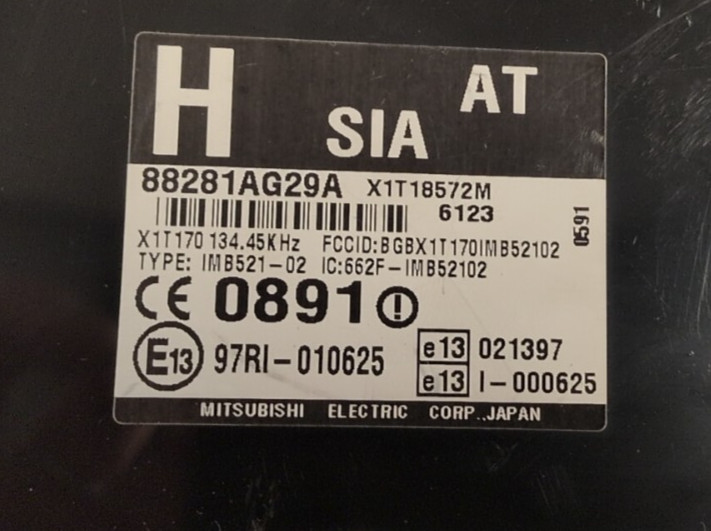 H SIA AT
88281AG29A X1T18572M
6123
0591
X1T170 134.45KHz FCCID:BGBX1T170IMB52102
TYPE: IMB521-02 IC:662F-IMB52102
CE 0891
E13 97RI-010625
e13 021397
e13 I-000625
MITSUBISHI ELECTRIC CORP.,JAPAN